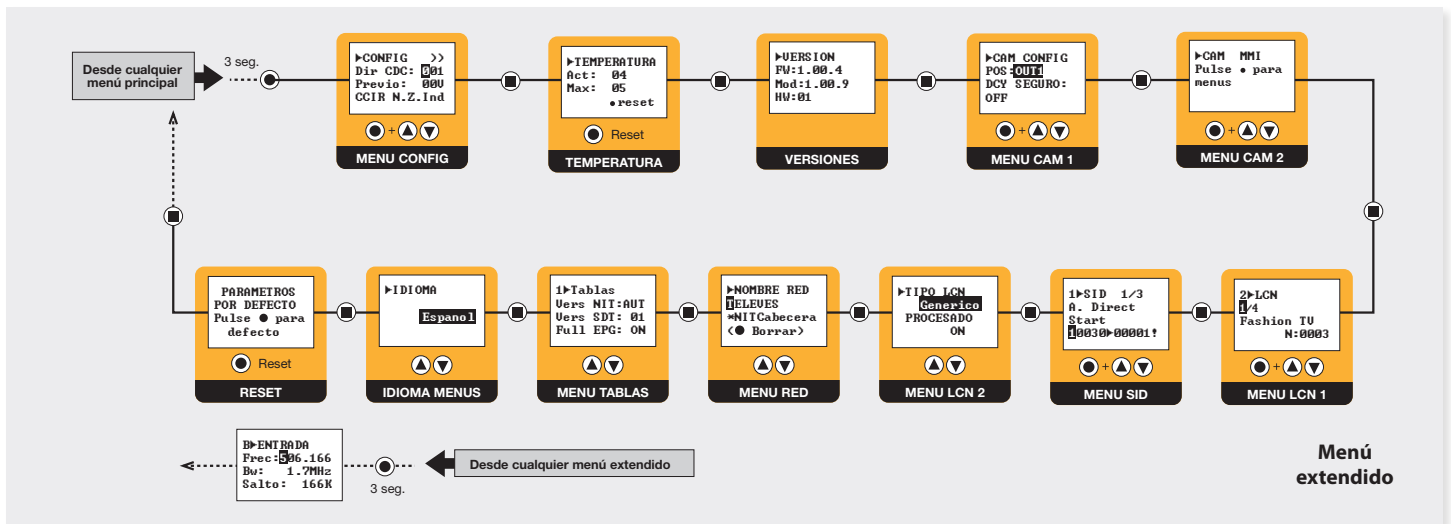 Desde cualquier
menú principal
3 seg.
►CONFIG >>
Dir CDC: 001
Previo: 00V
CCIR N.Z.Ind
+
MENU CONFIG
►TEMPERATURA
Act: 04
Max: 05
●reset
Reset
TEMPERATURA
►VERSION
FW:1.00.4
Mod:1.00.9
HW:01
VERSIONES
►CAM CONFIG
POS:OUT1
DCY SEGURO:
OFF
+
MENU CAM 1
►CAM MMI
Pulse ● para
menus
+
MENU CAM 2
PARAMETROS
POR DEFECTO
Pulse ● para
defecto
Reset
RESET
►IDIOMA
Espanol
IDIOMA MENUS
1►Tablas
Vers NIT:AUT
Vers SDT: 01
Full EPG: ON
MENU TABLAS
►NOMBRE RED
TELEVES
*NITCabecera
(● Borrar)
MENU RED
►TIPO LCN
Generico
PROCESADO
ON
MENU LCN 2
1►SID 1/3
A. Direct
Start
10030►00001!
+
MENU SID
2►LCN
1/4
Fashion TV
N:0003
+
MENU LCN 1
B►ENTRADA
Frec:506.166
Bw: 1.7MHz
Salto: 166K
3 seg.
Desde cualquier menú extendido
Menú
extendido